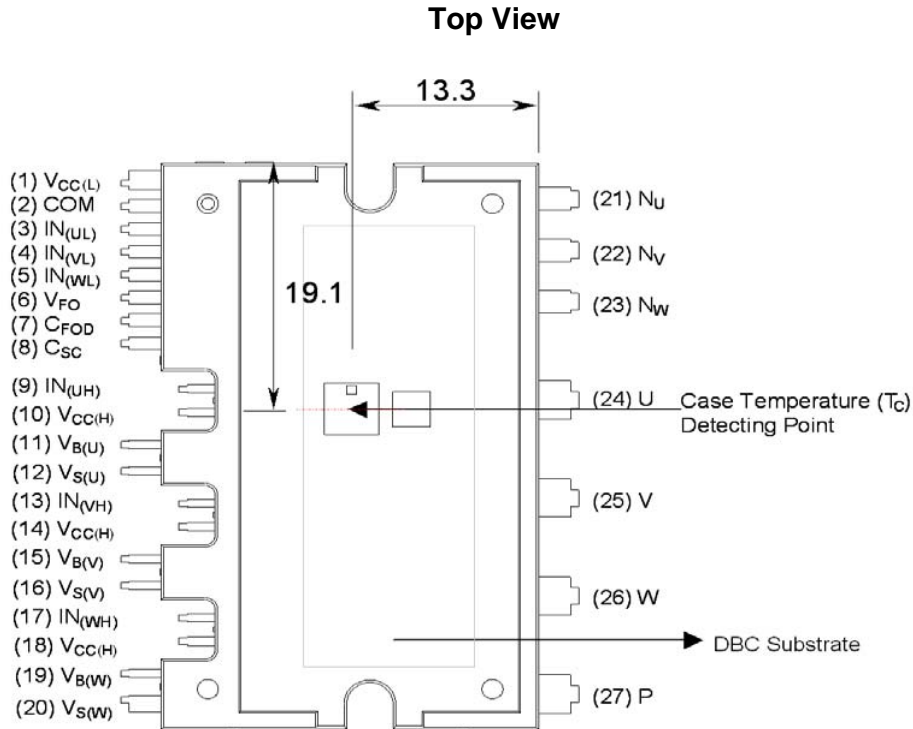 Top View
13.3
19.1
(1) VCC(L)
(2) COM
(3) IN(UL)
(4) IN(VL)
(5) IN(WL)
(6) VFO
(7) CFOD
(8) CSC
(9) IN(UH)
(10) VCC(H)
(11) VB(U)
(12) VS(U)
(13) IN(VH)
(14) VCC(H)
(15) VB(V)
(16) VS(V)
(17) IN(WH)
(18) VCC(H)
(19) VB(W)
(20) VS(W)
(21) NU
(22) NV
(23) NW
(24) U
Case Temperature (TC)
Detecting Point
(25) V
(26) W
DBC Substrate
(27) P